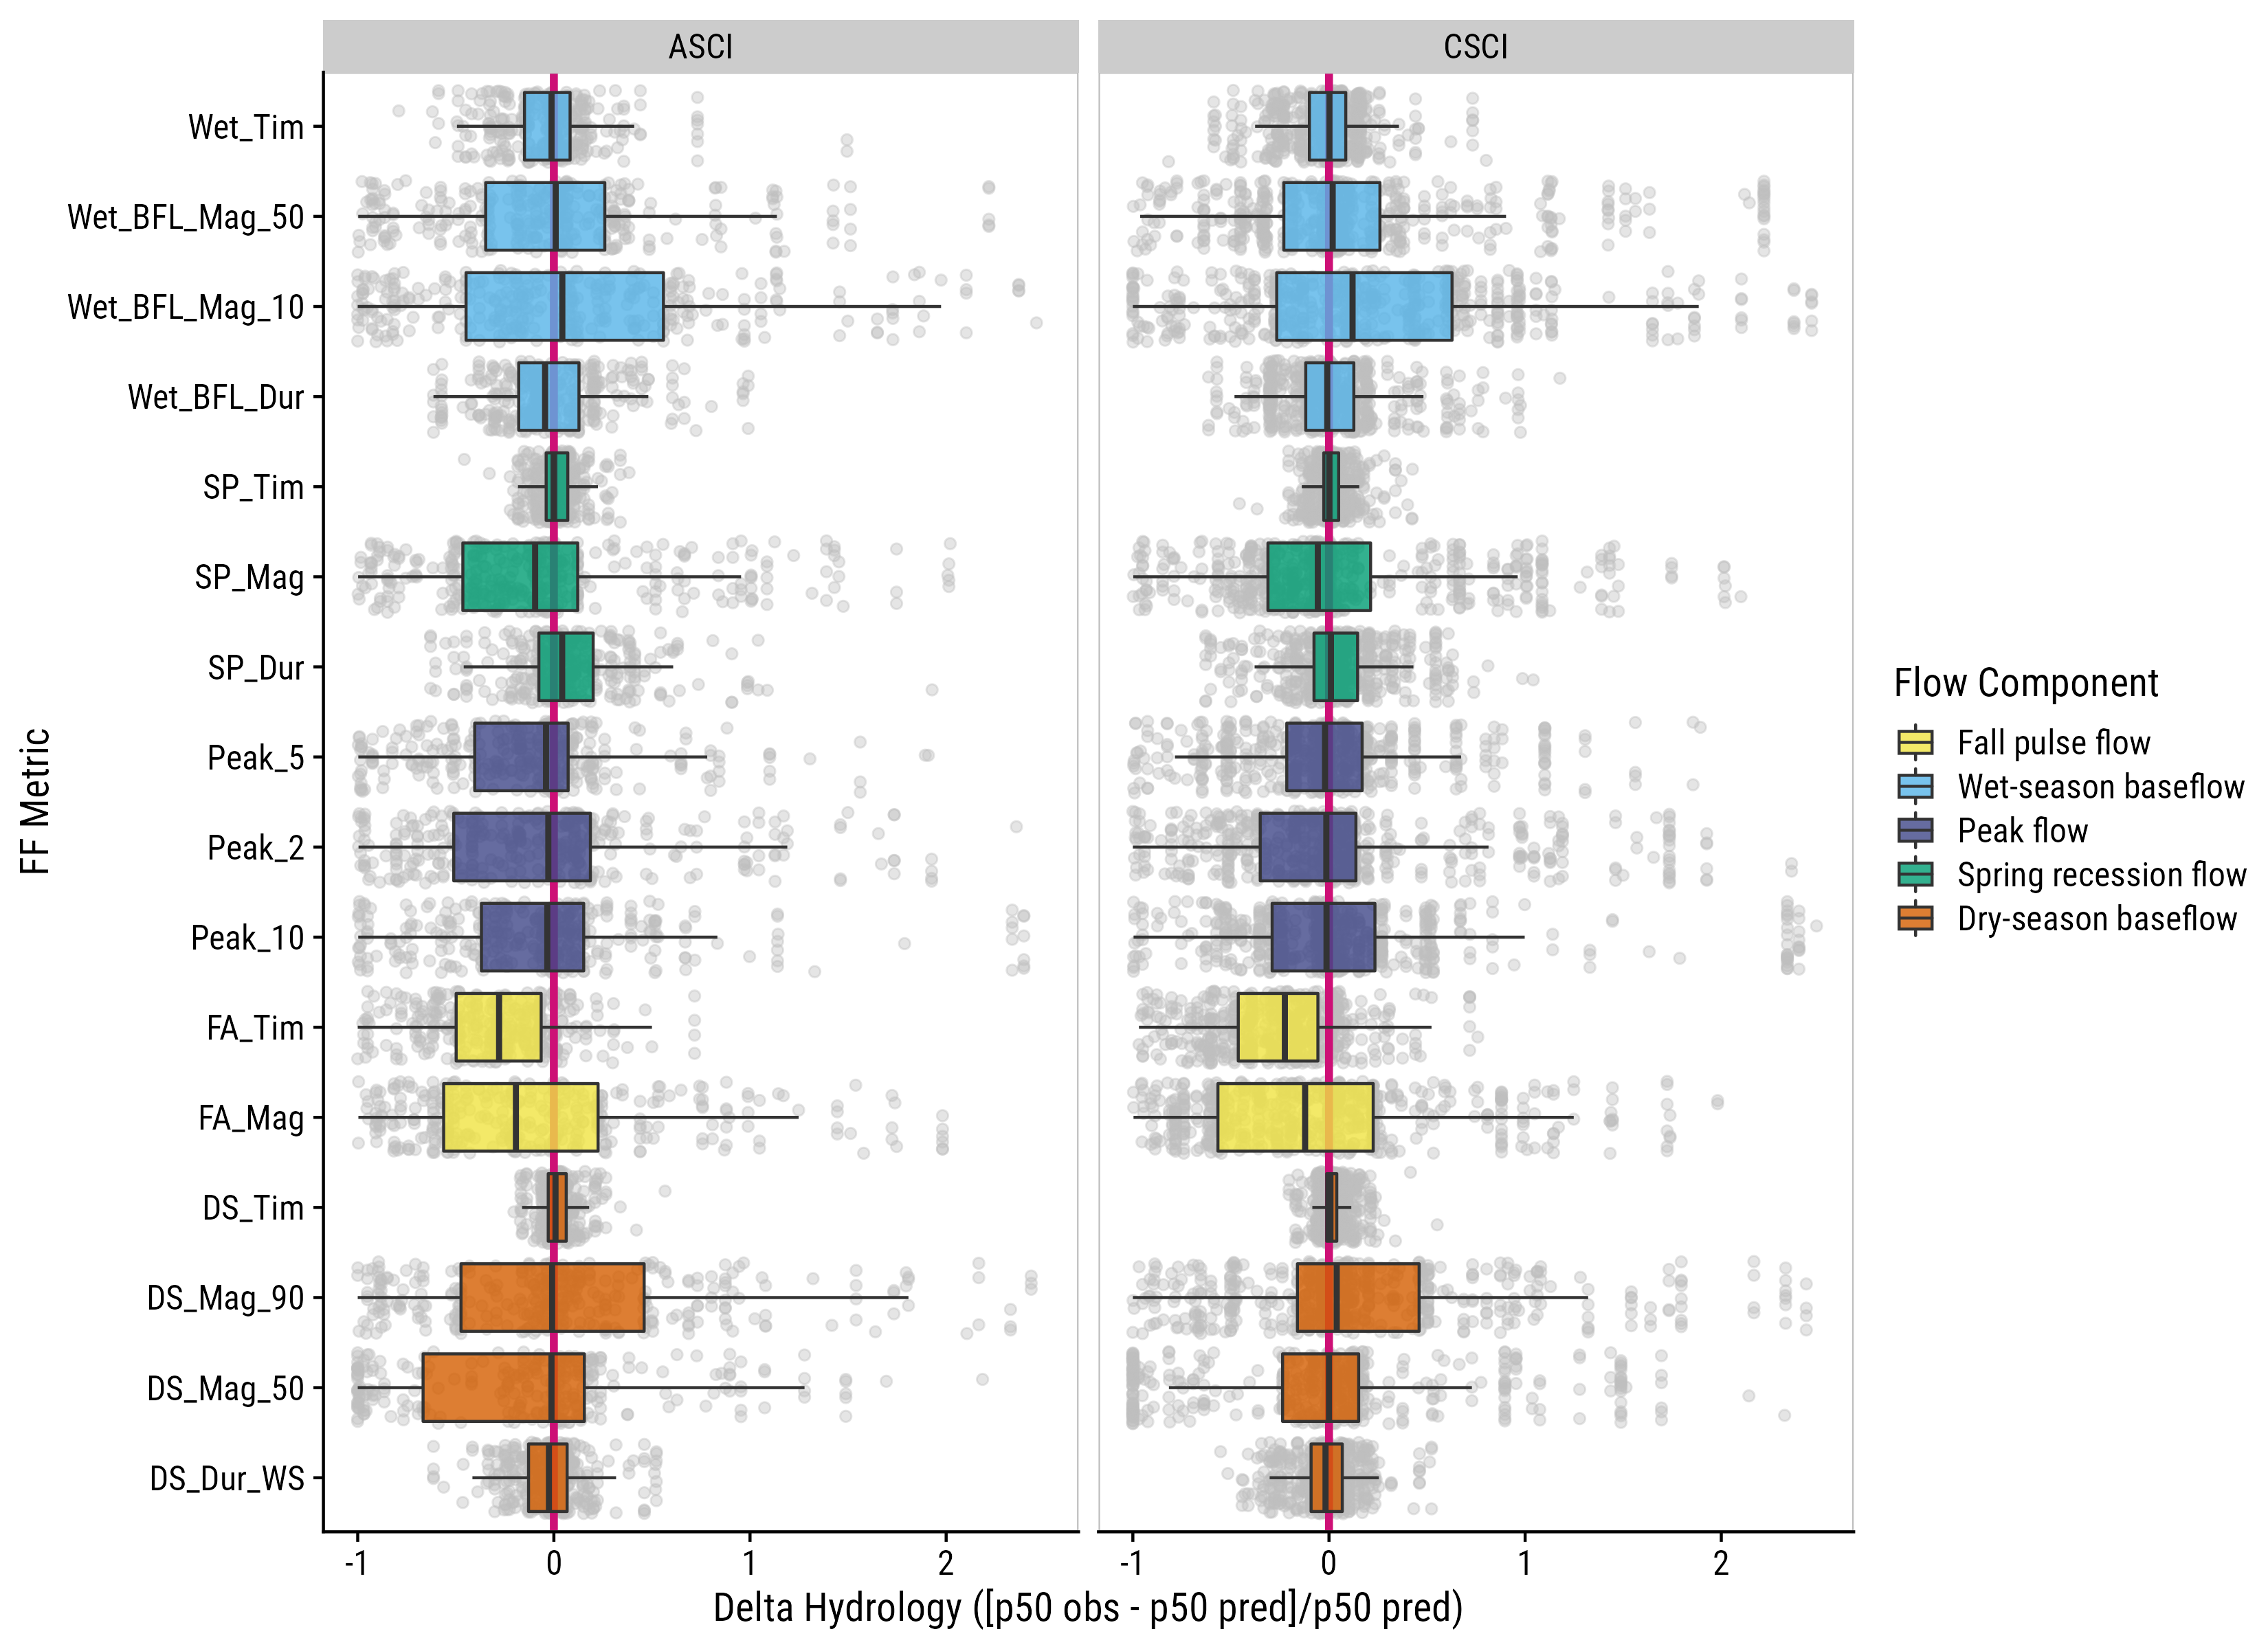 ASCI
CSCI
Wet_Tim
Wet_BFL_Mag_50
Wet_BFL_Mag_10
Wet_BFL_Dur
SP_Tim
SP_Mag
SP_Dur
Peak_5
Peak_2
Peak_10
FA_Tim
FA_Mag
DS_Tim
DS_Mag_90
DS_Mag_50
DS_Dur_WS
FF Metric
-1 0 1 2
-1 0 1 2
Delta Hydrology ([p50 obs - p50 pred]/p50 pred)
Flow Component
Fall pulse flow
Wet-season baseflow
Peak flow
Spring recession flow
Dry-season baseflow